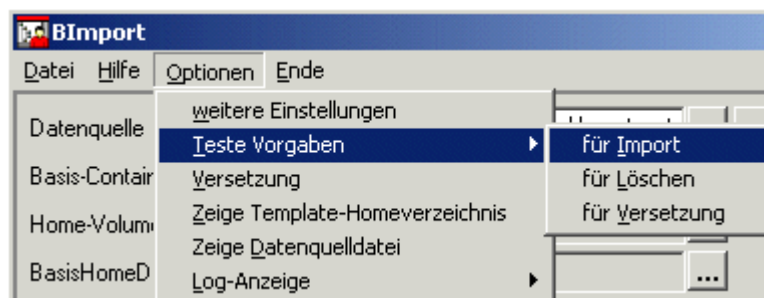 BImport
Datei Hilfe Optionen Ende
weitere Einstellungen
Datenquelle
Teste Vorgaben
für Import
Basis-Contain
Versetzung
für Löschen
Home-Volum
Zeige Template-Homeverzeichnis
für Versetzung
Zeige Datenquelldatei
BasisHomeD
Log-Anzeige
...